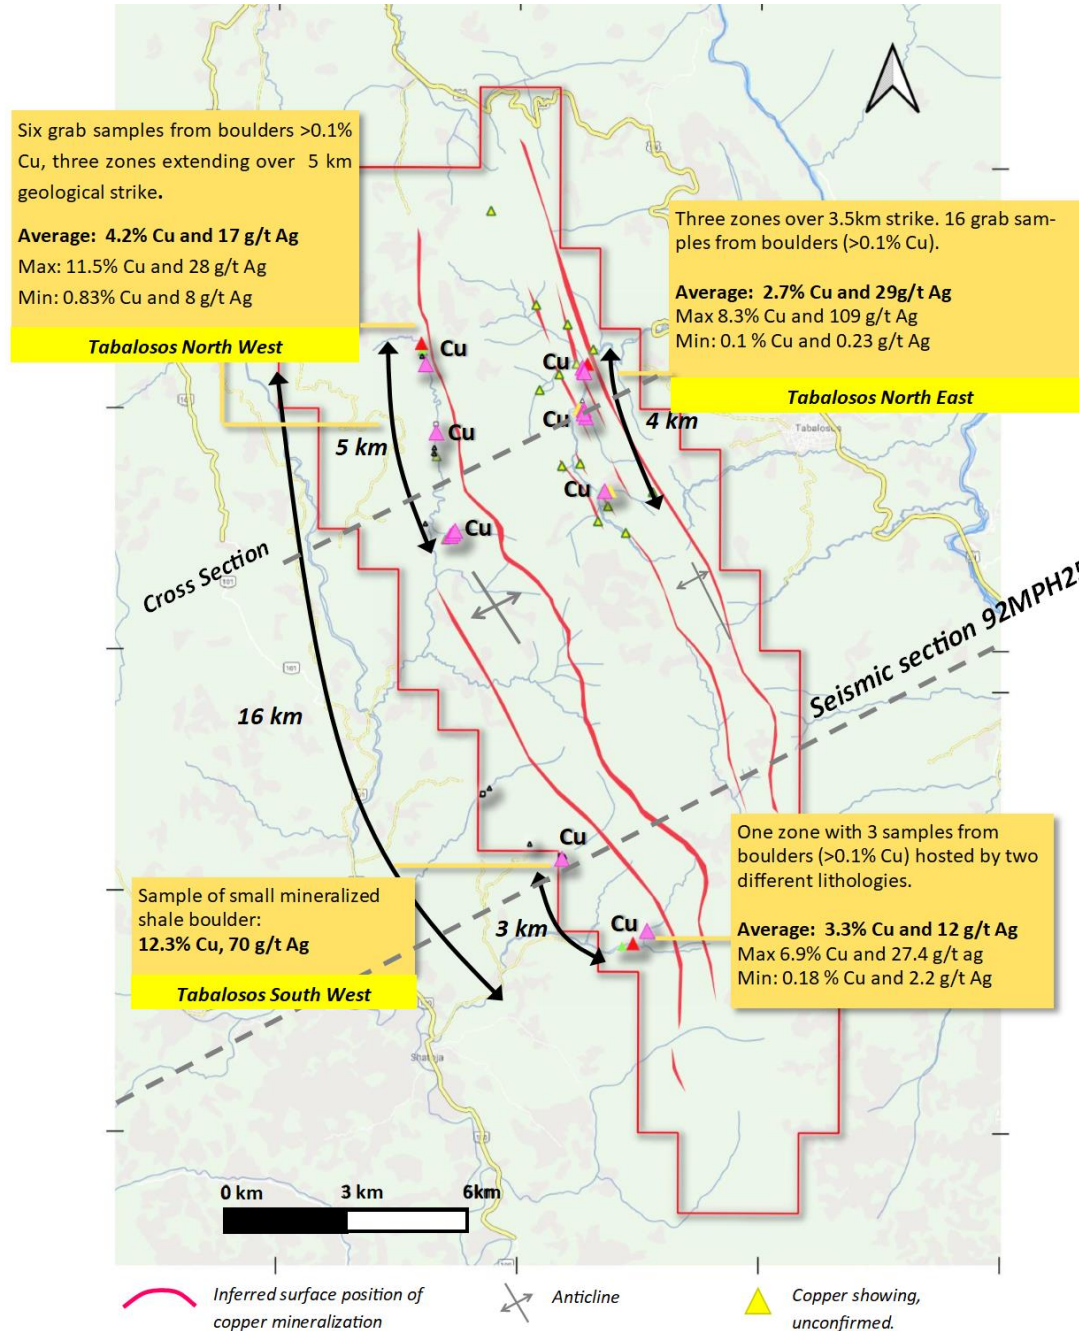 Six grab samples from boulders >0.1%
Cu, three zones extending over 5 km
geological strike.
Average: 4.2% Cu and 17 g/t Ag
Max: 11.5% Cu and 28 g/t Ag
Min: 0.83% Cu and 8 g/t Ag
Tabalosos North West
Three zones over 3.5km strike. 16 grab sam-
ples from boulders (>0.1% Cu).
Average: 2.7% Cu and 29g/t Ag
Max 8.3% Cu and 109 g/t Ag
Min: 0.1 % Cu and 0.23 g/t Ag
Tabalosos North East
Cu
Cu
Cu
Cu
Cu
Cu
5 km
4 km
Tabalosos
Cross Section
101
101
Seismic section 92MPH2
16 km
Cu
3 km
Cu
One zone with 3 samples from
boulders (>0.1% Cu) hosted by two
different lithologies.
Average: 3.3% Cu and 12 g/t Ag
Max 6.9% Cu and 27.4 g/t ag
Min: 0.18 % Cu and 2.2 g/t Ag
Sample of small mineralized
shale boulder:
12.3% Cu, 70 g/t Ag
Tabalosos South West
0 km
3 km
6km
Inferred surface position of
copper mineralization
Anticline
Copper showing,
unconfirmed.